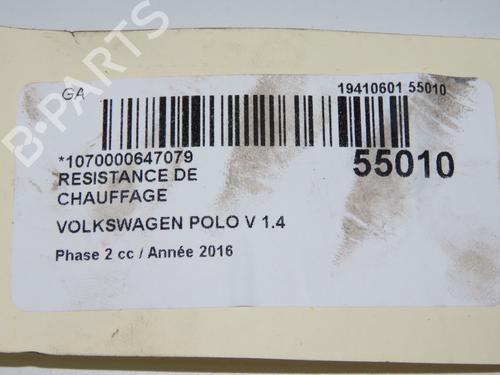 GA
19410601 55010
*1070000647079
55010
RESISTANCE DE
CHAUFFAGE
VOLKSWAGEN POLO V 1.4
Phase 2 cc / Année 2016
B-PARTS